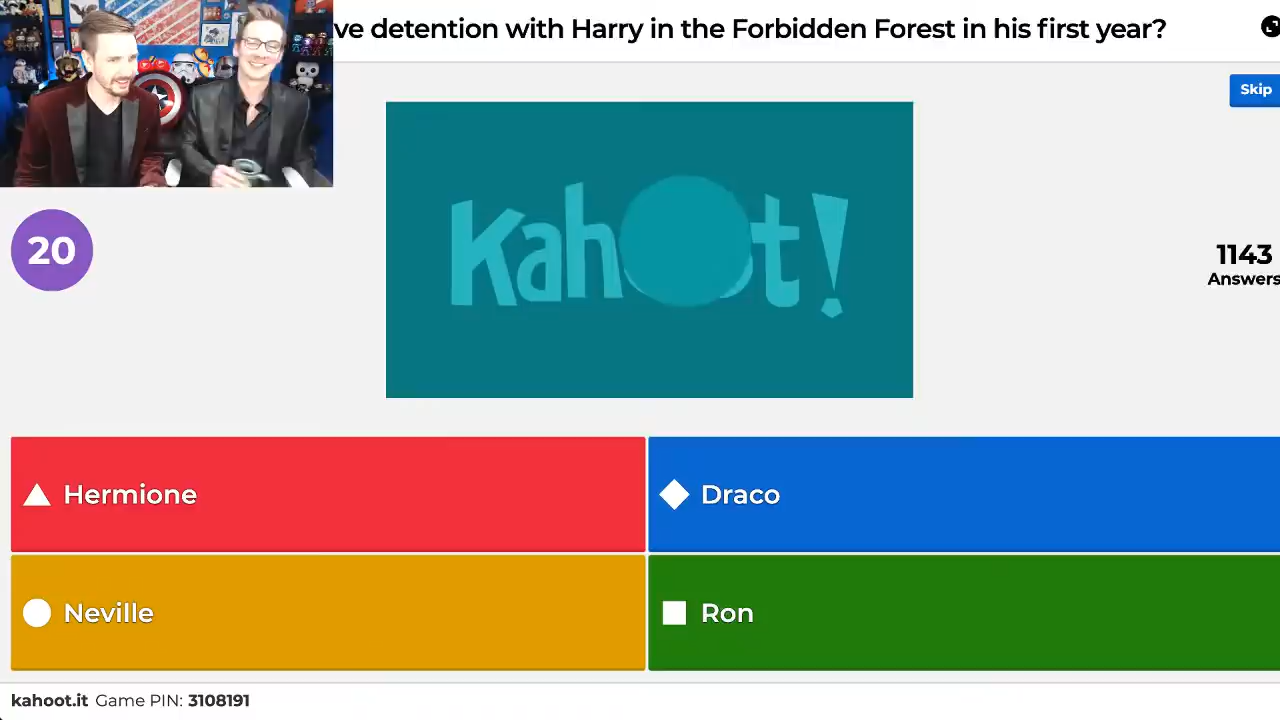 ve detention with Harry in the Forbidden Forest in his first year?
Skip
Kahoot!
20
1143
Answers
Hermione
Draco
Neville
Ron
kahoot.it Game PIN: 3108191